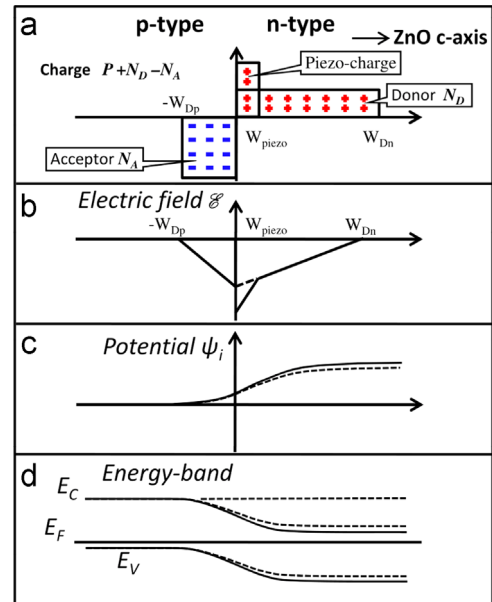 p-type n-type
a
ZnO c-axis
Charge P +N_D −N_A
Piezo-charge
-W_Dp
Donor N_D
Acceptor N_A
W_piezo
W_Dn
b
Electric field ℰ
-W_Dp
W_piezo
W_Dn
c
Potential ψ_i
d
Energy-band
E_C
E_F
E_V